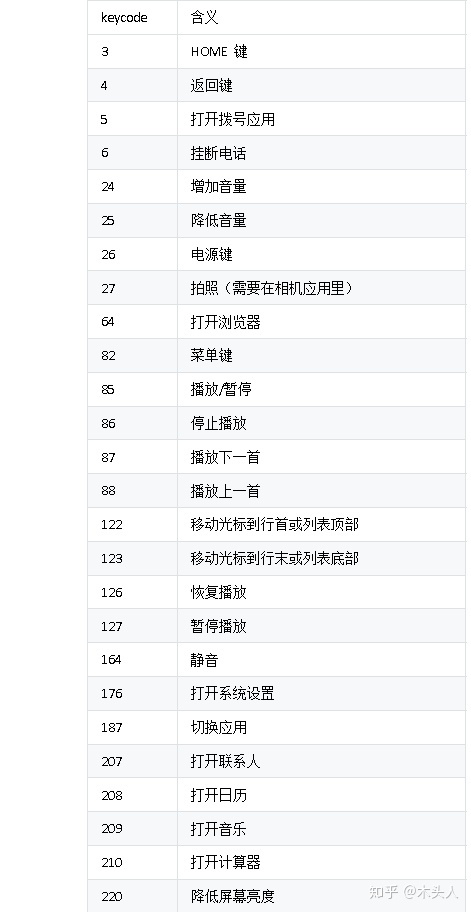 keycode 含义
3 HOME 键
4 返回键
5 打开拨号应用
6 挂断电话
24 增加音量
25 降低音量
26 电源键
27 拍照（需要在相机应用里）
64 打开浏览器
82 菜单键
85 播放/暂停
86 停止播放
87 播放下一首
88 播放上一首
122 移动光标到行首或列表顶部
123 移动光标到行末或列表底部
126 恢复播放
127 暂停播放
164 静音
176 打开系统设置
187 切换应用
207 打开联系人
208 打开日历
209 打开音乐
210 打开计算器
220 降低屏幕亮度
知乎 @木头人